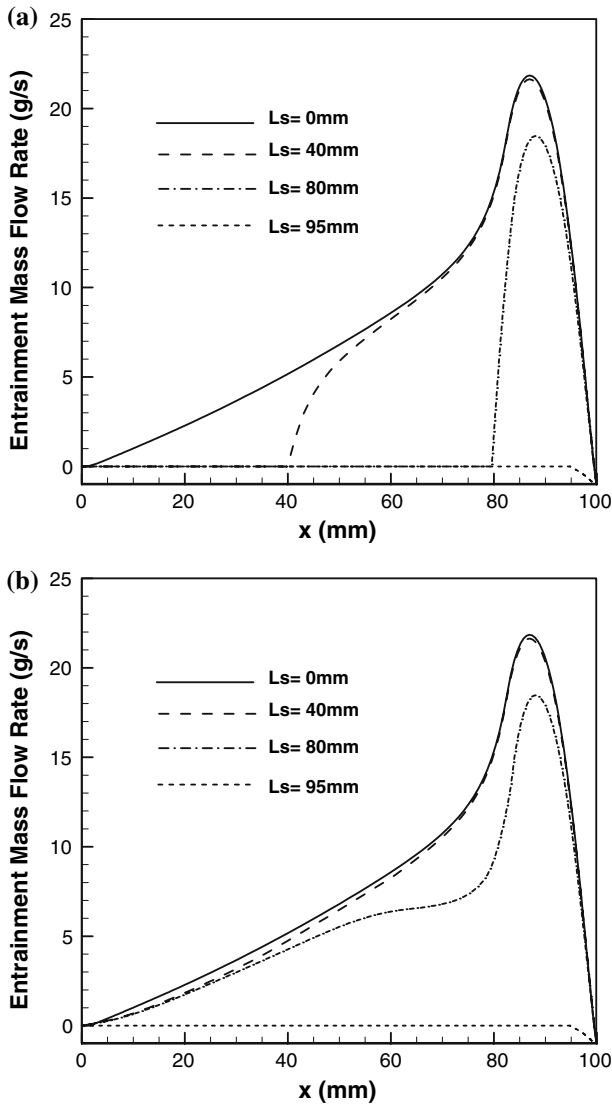 (a)
Entrainment Mass Flow Rate (g/s)
25
20
15
10
5
0
Ls= 0mm
Ls= 40mm
Ls= 80mm
Ls= 95mm
0 20 40 60 80 100
x (mm)
(b)
Entrainment Mass Flow Rate (g/s)
25
20
15
10
5
0
Ls= 0mm
Ls= 40mm
Ls= 80mm
Ls= 95mm
0 20 40 60 80 100
x (mm)